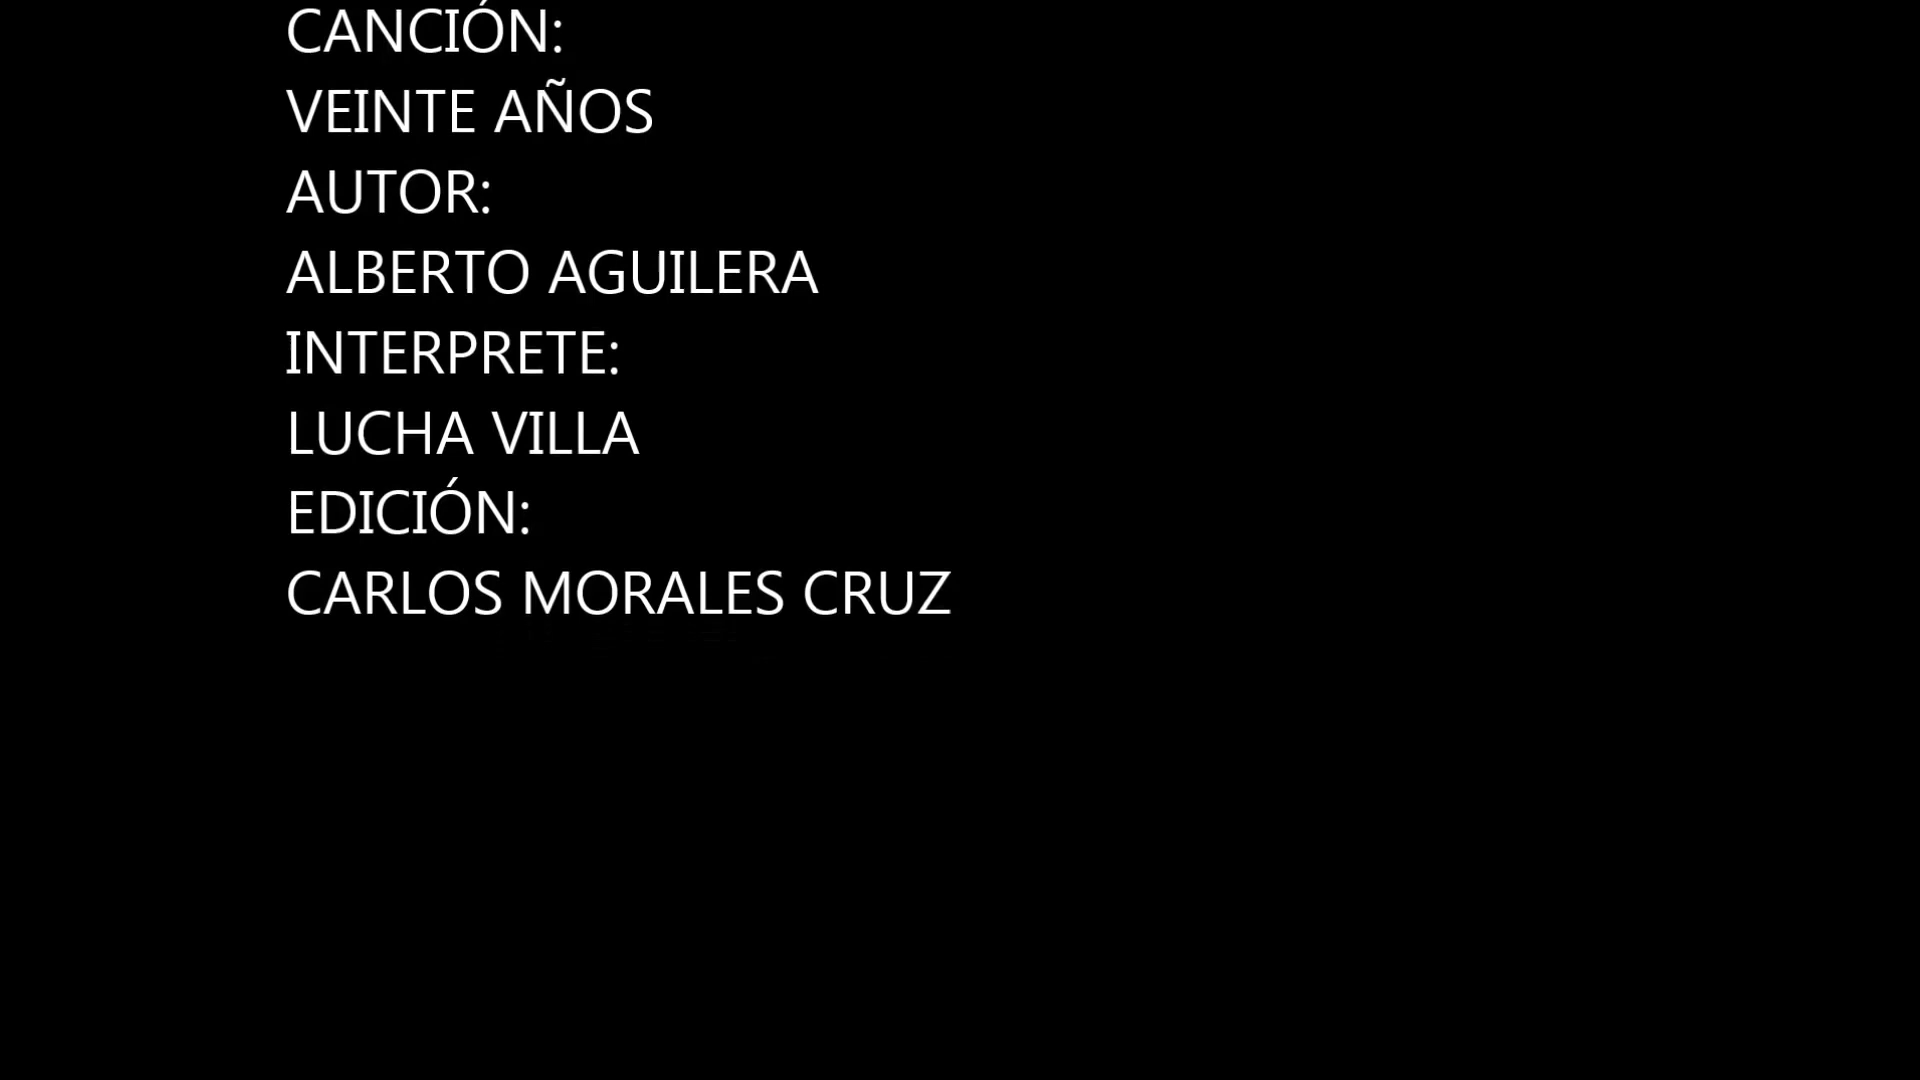 CANCIÓN:
VEINTE AÑOS
AUTOR:
ALBERTO AGUILERA
INTERPRETE:
LUCHA VILLA
EDICIÓN:
CARLOS MORALES CRUZ